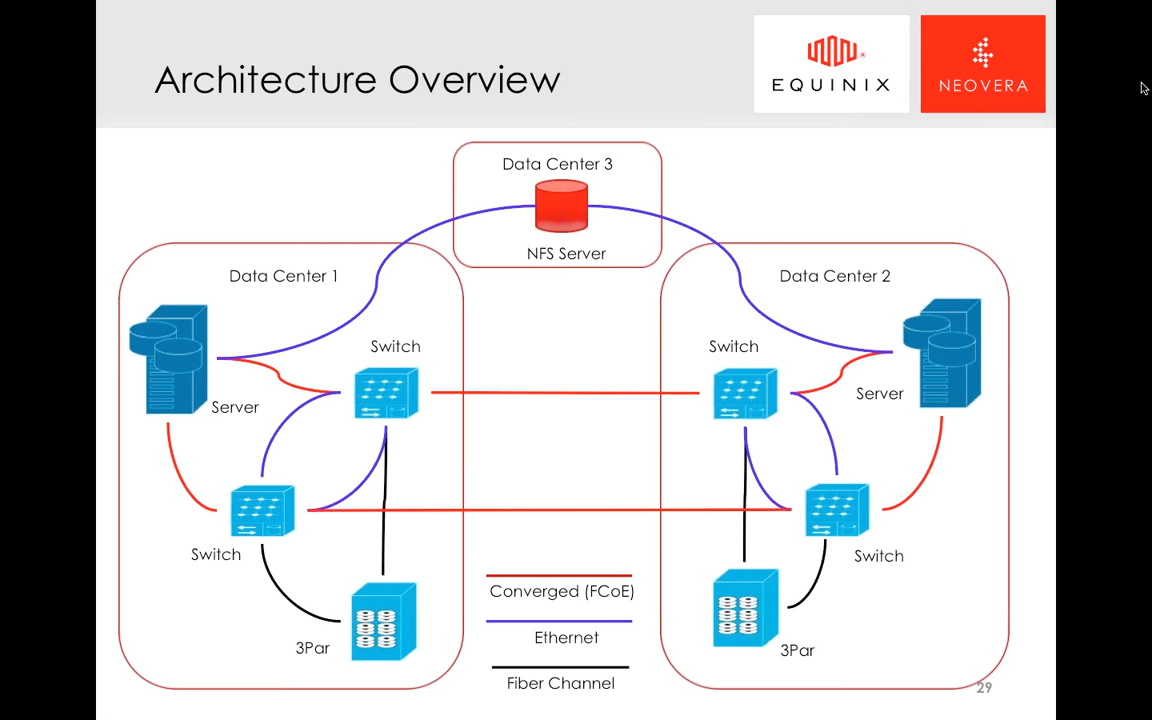 Architecture Overview
EQUINIX
NEOVERA
Data Center 3
NFS Server
Data Center 1
Data Center 2
Switch
Switch
Server
Server
Switch
Switch
3Par
3Par
Converged (FCoE)
Ethernet
Fiber Channel
29